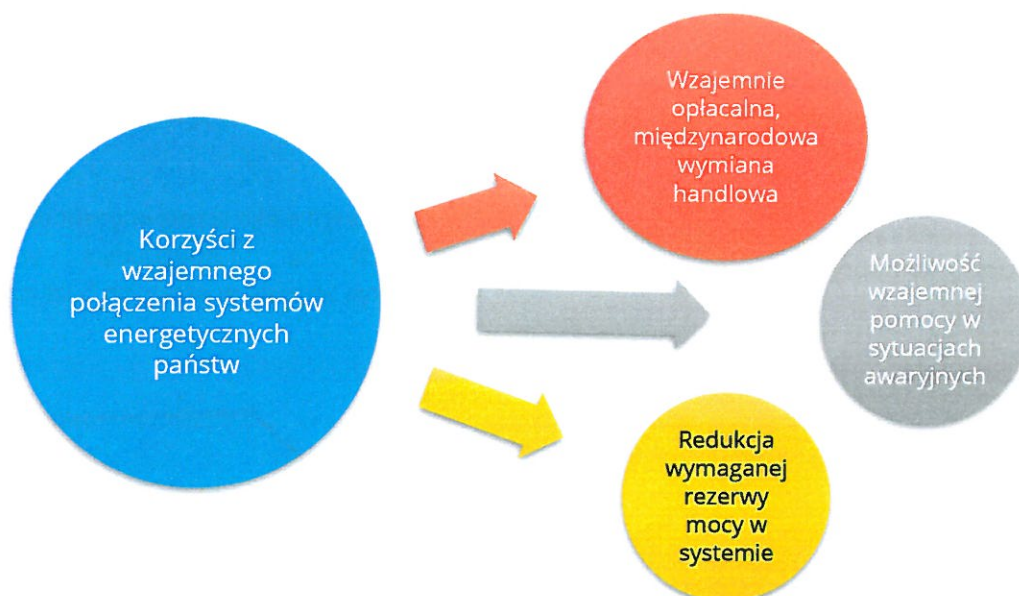 Korzyści z
wzajemnego
połączenia systemów
energetycznych
państw
Wzajemnie
opłacalna,
międzynarodowa
wymiana
handlowa
Możliwość
wzajemnej
pomocy w
sytuacjach
awaryjnych
Redukcja
wymaganej
rezerwy
mocy w
systemie